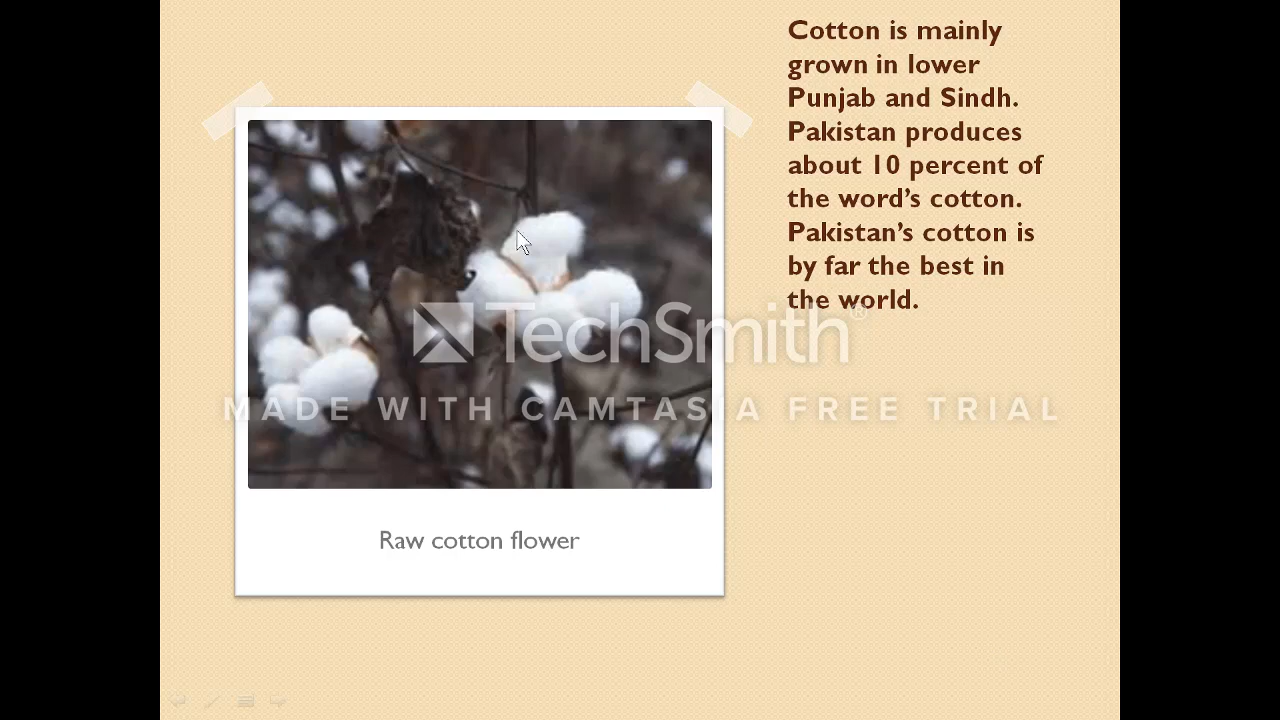 Cotton is mainly
grown in lower
Punjab and Sindh.
Pakistan produces
about 10 percent of
the word’s cotton.
Pakistan’s cotton is
by far the best in
the world.
TechSmith®
MADE WITH CAMTASIA FREE TRIAL
Raw cotton flower